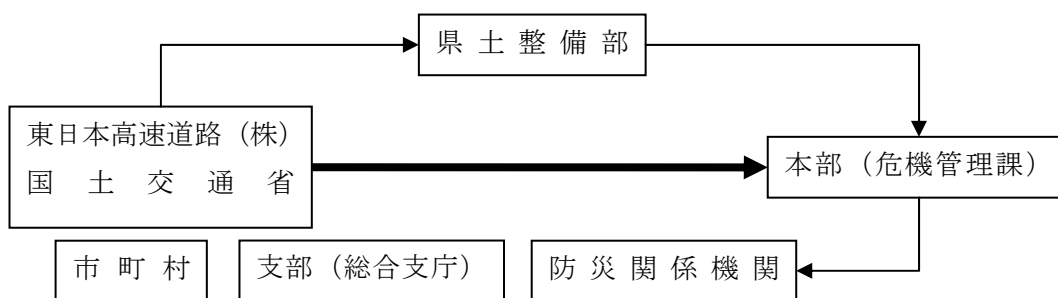 県土整備部
東日本高速道路（株）
国土交通省
本部（危機管理課）
市町村
支部（総合支庁）
防災関係機関